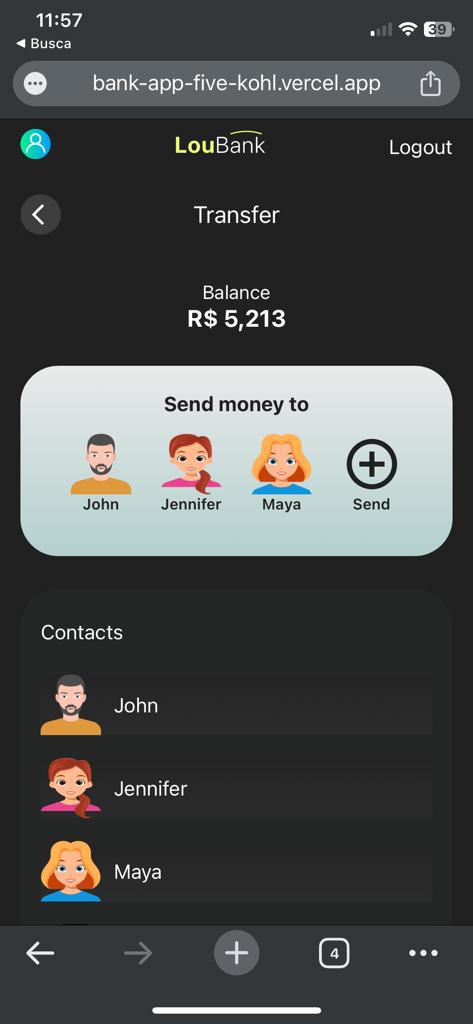 11:57
39
◀ Busca
bank-app-five-kohl.vercel.app
LouBank
Logout
Transfer
Balance
R$ 5,213
Send money to
John Jennifer Maya Send
Contacts
John
Jennifer
Maya
4